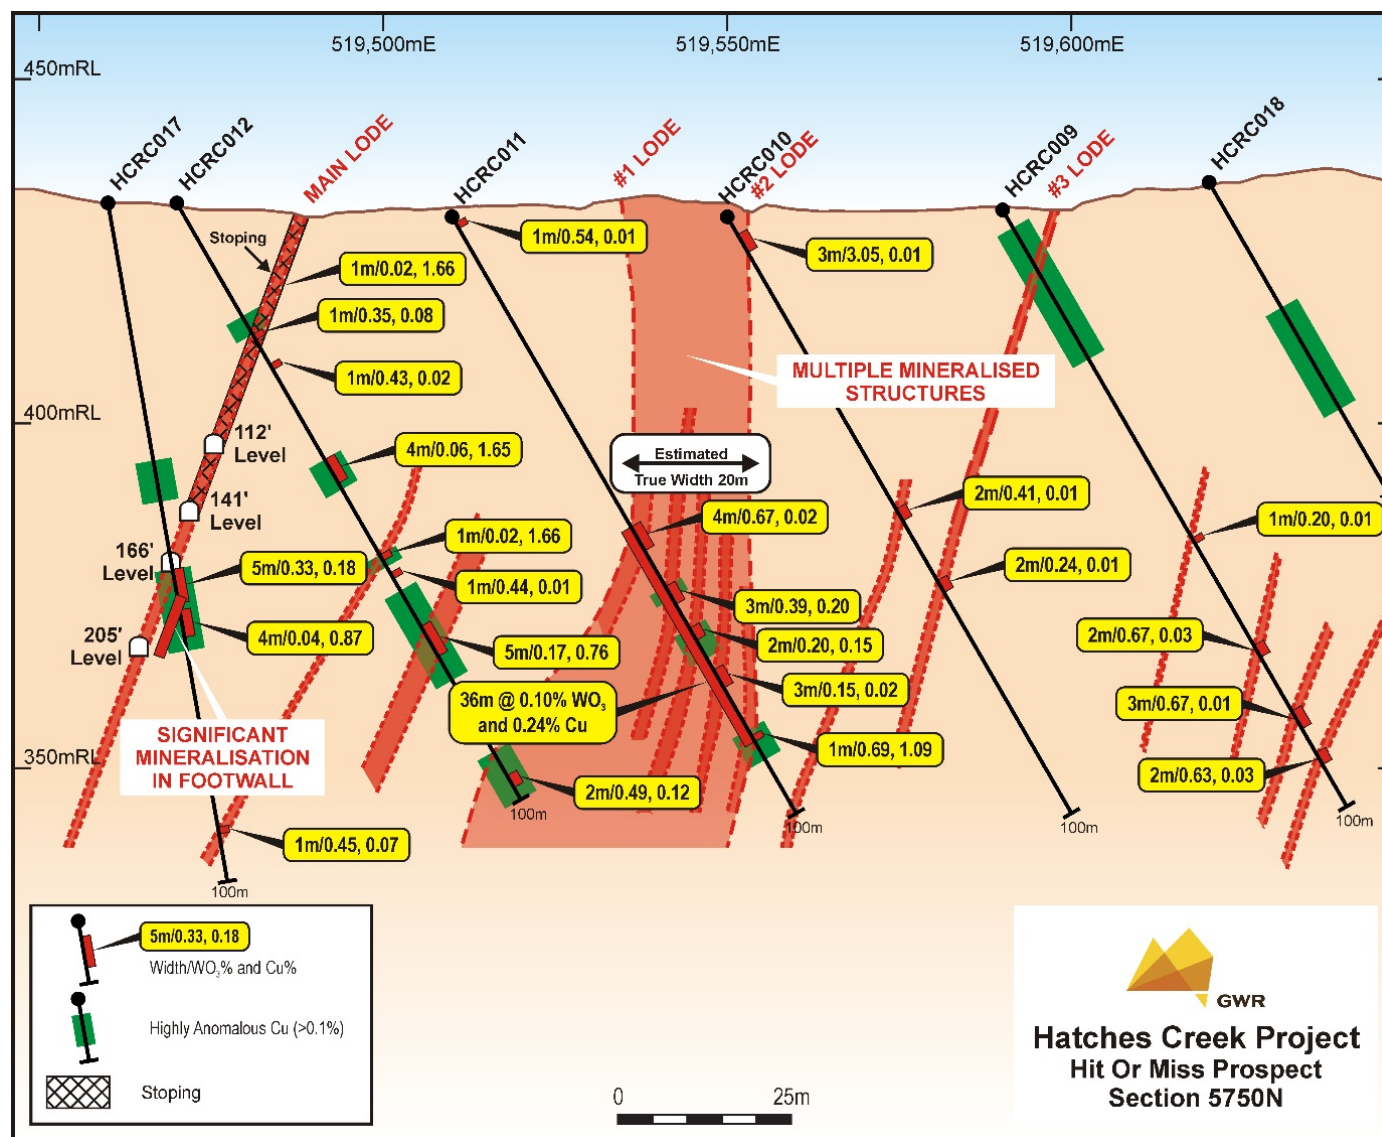 519,500mE
519,550mE
519,600mE
450mRL
HCRC017
HCRC012
MAIN LODE
HCRC011
#1 LODE
HCRC010
#2 LODE
HCRC009
#3 LODE
HCRC018
Stoping
1m/0.54, 0.01
3m/3.05, 0.01
1m/0.02, 1.66
1m/0.35, 0.08
1m/0.43, 0.02
MULTIPLE MINERALISED
STRUCTURES
400mRL
112'
Level
4m/0.06, 1.65
Estimated
True Width 20m
141'
Level
2m/0.41, 0.01
4m/0.67, 0.02
1m/0.20, 0.01
1m/0.02, 1.66
166'
Level
5m/0.33, 0.18
1m/0.44, 0.01
2m/0.24, 0.01
3m/0.39, 0.20
205'
Level
4m/0.04, 0.87
5m/0.17, 0.76
2m/0.20, 0.15
2m/0.67, 0.03
3m/0.15, 0.02
36m @ 0.10% WO₃
and 0.24% Cu
3m/0.67, 0.01
SIGNIFICANT
MINERALISATION
IN FOOTWALL
1m/0.69, 1.09
350mRL
2m/0.63, 0.03
2m/0.49, 0.12
100m
100m
100m
100m
1m/0.45, 0.07
100m
5m/0.33, 0.18
Width/WO₃% and Cu%
Highly Anomalous Cu (>0.1%)
Stoping
0
25m
GWR
Hatches Creek Project
Hit Or Miss Prospect
Section 5750N